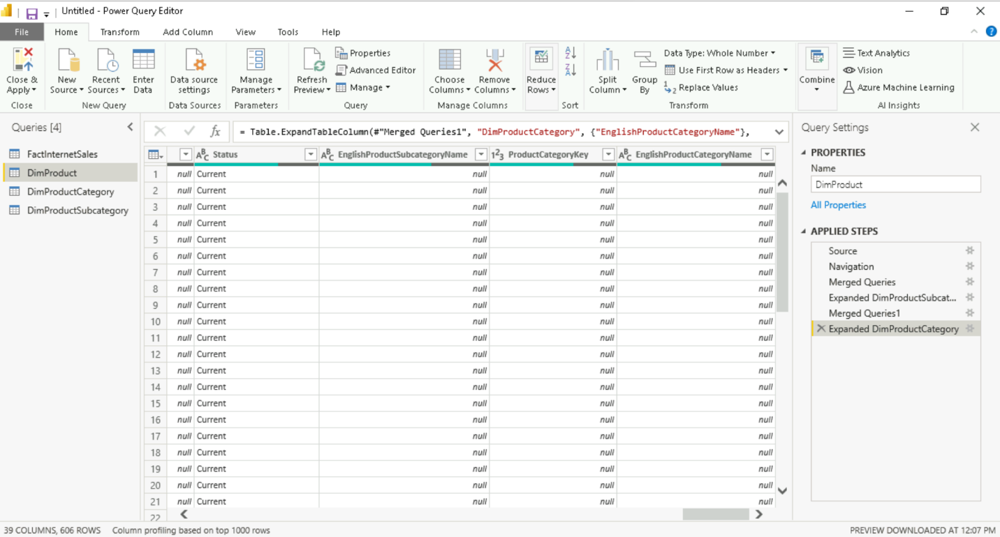 Untitled - Power Query Editor
File Home Transform Add Column View Tools Help
Close & Apply
Close
New Source
Recent Sources
Enter Data
New Query
Data source settings
Data Sources
Manage Parameters
Parameters
Refresh Preview
Properties
Advanced Editor
Manage
Query
Choose Columns
Remove Columns
Manage Columns
Reduce Rows
Sort
Split Column
Group By
Data Type: Whole Number
Use First Row as Headers
Replace Values
Transform
Combine
Text Analytics
Vision
Azure Machine Learning
AI Insights
Queries [4]
FactInternetSales
DimProduct
DimProductCategory
DimProductSubcategory
= Table.ExpandTableColumn(#"Merged Queries1", "DimProductCategory", {"EnglishProductCategoryName"},
Status EnglishProductSubcategoryName ProductCategoryKey EnglishProductCategoryName
1 null Current null null null
2 null Current null null null
3 null Current null null null
4 null Current null null null
5 null Current null null null
6 null Current null null null
7 null Current null null null
8 null Current null null null
9 null Current null null null
10 null Current null null null
11 null Current null null null
12 null Current null null null
13 null Current null null null
14 null Current null null null
15 null Current null null null
16 null Current null null null
17 null Current null null null
18 null Current null null null
19 null Current null null null
20 null Current null null null
21 null Current null null null
22
Query Settings
PROPERTIES
Name
DimProduct
All Properties
APPLIED STEPS
Source
Navigation
Merged Queries
Expanded DimProductSubcat...
Merged Queries1
Expanded DimProductCategory
39 COLUMNS, 606 ROWS Column profiling based on top 1000 rows
PREVIEW DOWNLOADED AT 12:07 PM